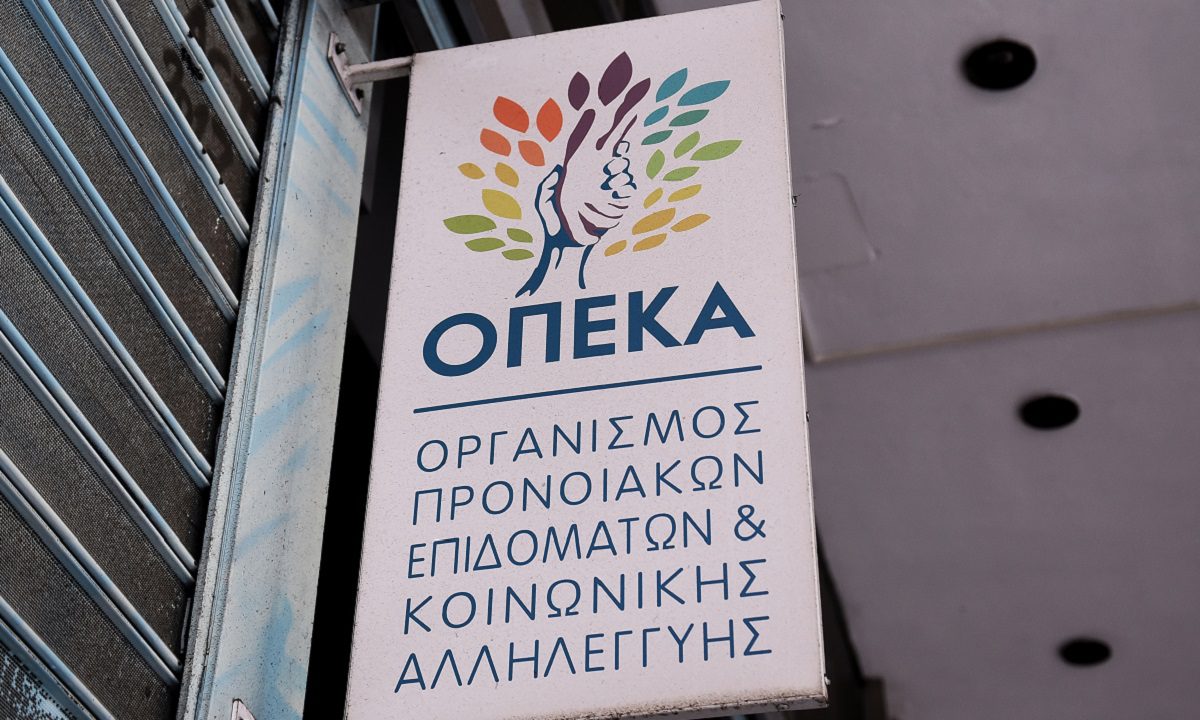 ΟΠΕΚΑ
ΟΡΓΑΝΙΣΜΟΣ
ΠΡΟΝΟΙΑΚΩΝ
ΕΠΙΔΟΜΑΤΩΝ &
ΚΟΙΝΩΝΙΚΗΣ
ΑΛΛΗΛΕΓΓΥΗΣ